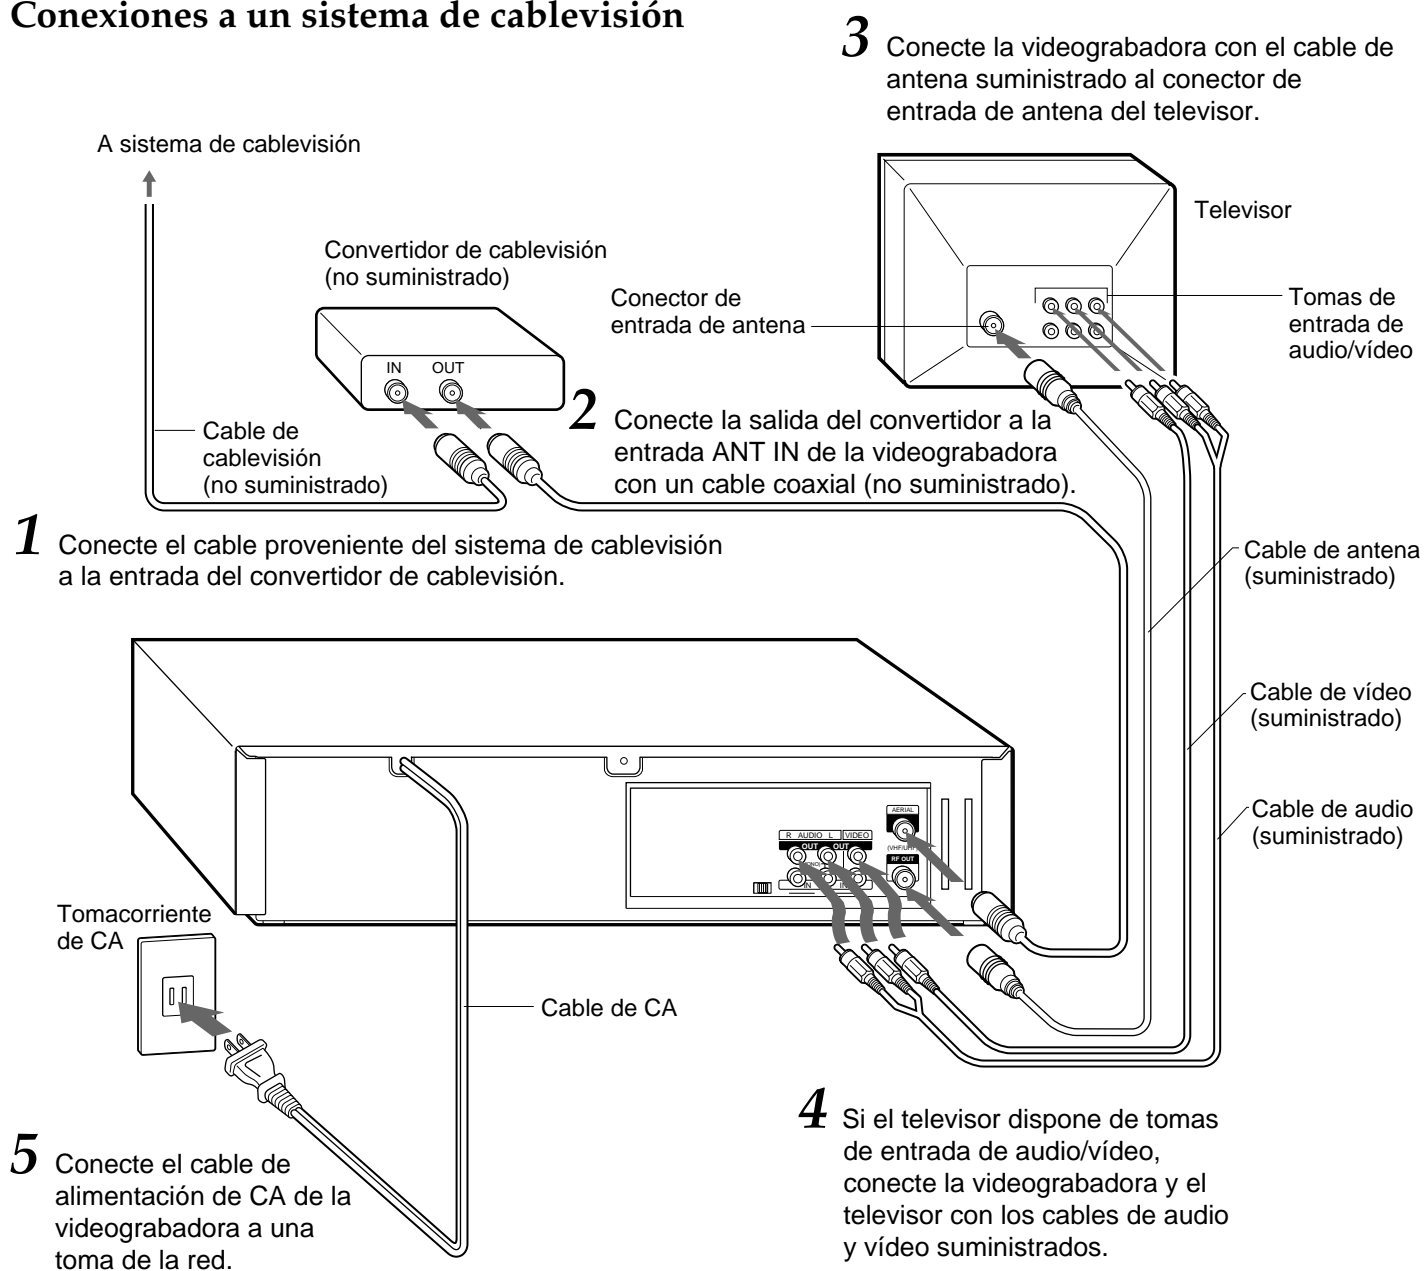 Conexiones a un sistema de cablevisión
3 Conecte la videograbadora con el cable de
antena suministrado al conector de
entrada de antena del televisor.
A sistema de cablevisión
Televisor
Convertidor de cablevisión
(no suministrado)
Conector de
entrada de antena
Tomas de
entrada de
audio/vídeo
IN
OUT
2 Conecte la salida del convertidor a la
entrada ANT IN de la videograbadora
con un cable coaxial (no suministrado).
Cable de
cablevisión
(no suministrado)
1 Conecte el cable proveniente del sistema de cablevisión
a la entrada del convertidor de cablevisión.
Cable de antena
(suministrado)
Cable de vídeo
(suministrado)
Cable de audio
(suministrado)
AERIAL
R AUDIO L VIDEO
OUT OUT
(VHF/UHF)
RF OUT
IN IN
Tomacorriente
de CA
Cable de CA
4 Si el televisor dispone de tomas
de entrada de audio/vídeo,
conecte la videograbadora y el
televisor con los cables de audio
y vídeo suministrados.
5 Conecte el cable de
alimentación de CA de la
videograbadora a una
toma de la red.